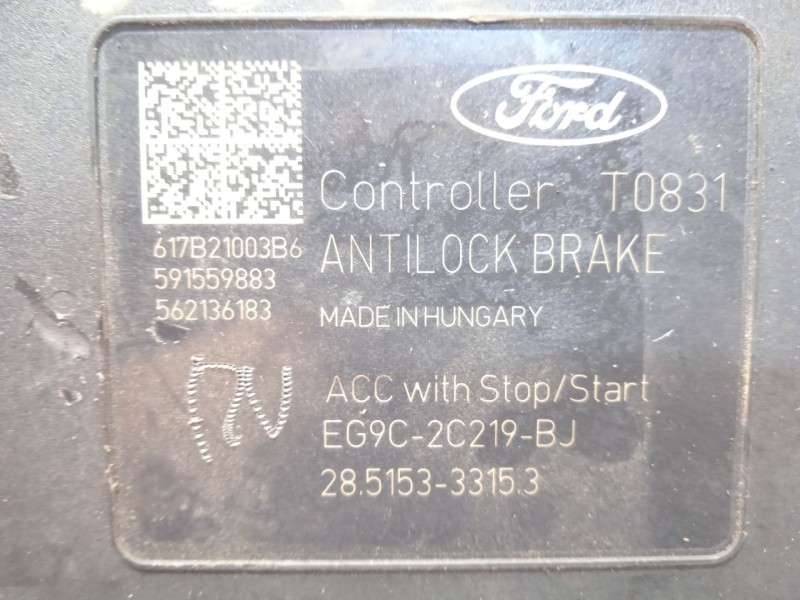 Ford
Controller T0831
617B21003B6
ANTILOCK BRAKE
591559883
562136183
MADE IN HUNGARY
ACC with Stop/Start
EG9C-2C219-BJ
28.5153-3315.3